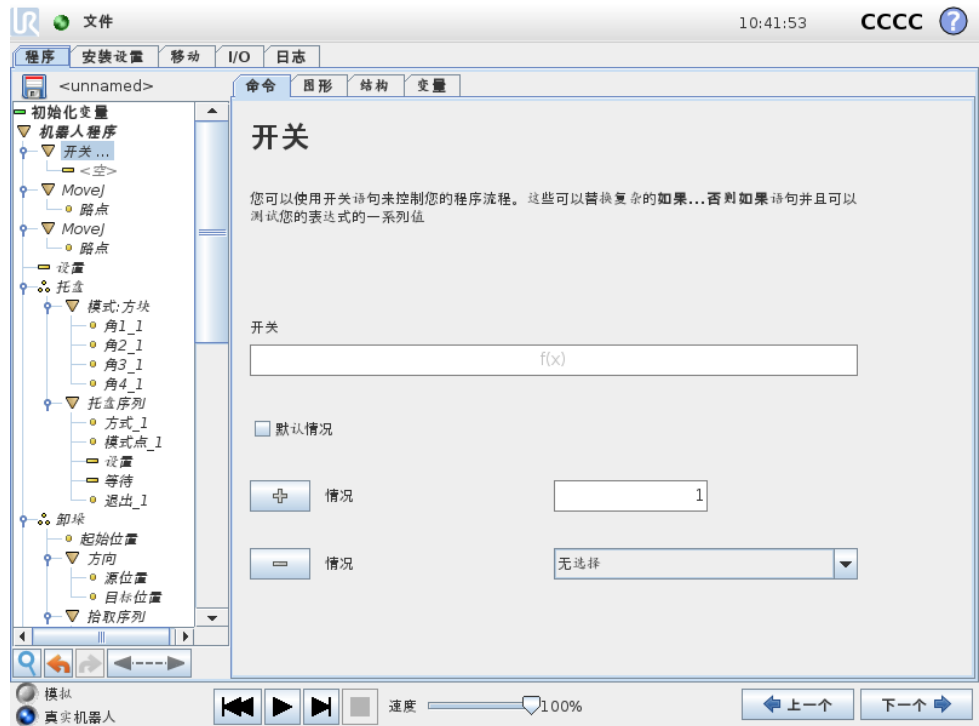 UR 文件 10:41:53 CCCC ?
程序 安装设置 移动 I/O 日志
<unnamed>
命令 图形 结构 变量
初始化变量
机器人程序
开关 ...
<空>
MoveJ
路点
MoveJ
路点
设置
托盘
模式:方块
角1_1
角2_1
角3_1
角4_1
托盘序列
方式_1
模式点_1
设置
等待
退出_1
卸垛
起始位置
方向
源位置
目标位置
拾取序列
开关
您可以使用开关语句来控制您的程序流程。这些可以替换复杂的如果...否则如果语句并且可以
测试您的表达式的一系列值
开关
f(x)
默认情况
情况 1
情况 无选择
模拟
真实机器人
速度 100%
上一个 下一个